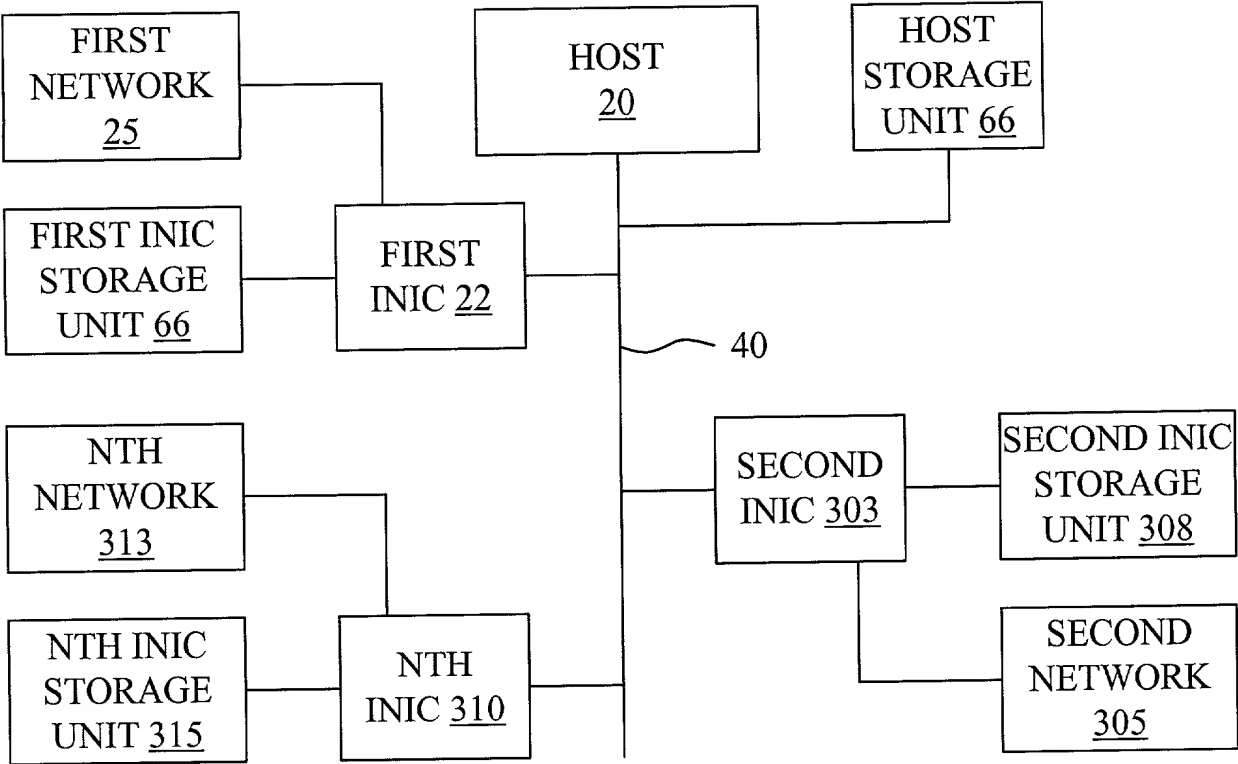 FIRST
NETWORK
25
HOST
20
HOST
STORAGE
UNIT 66
FIRST INIC
STORAGE
UNIT 66
FIRST
INIC 22
40
NTH
NETWORK
313
SECOND
INIC 303
SECOND INIC
STORAGE
UNIT 308
NTH INIC
STORAGE
UNIT 315
NTH
INIC 310
SECOND
NETWORK
305